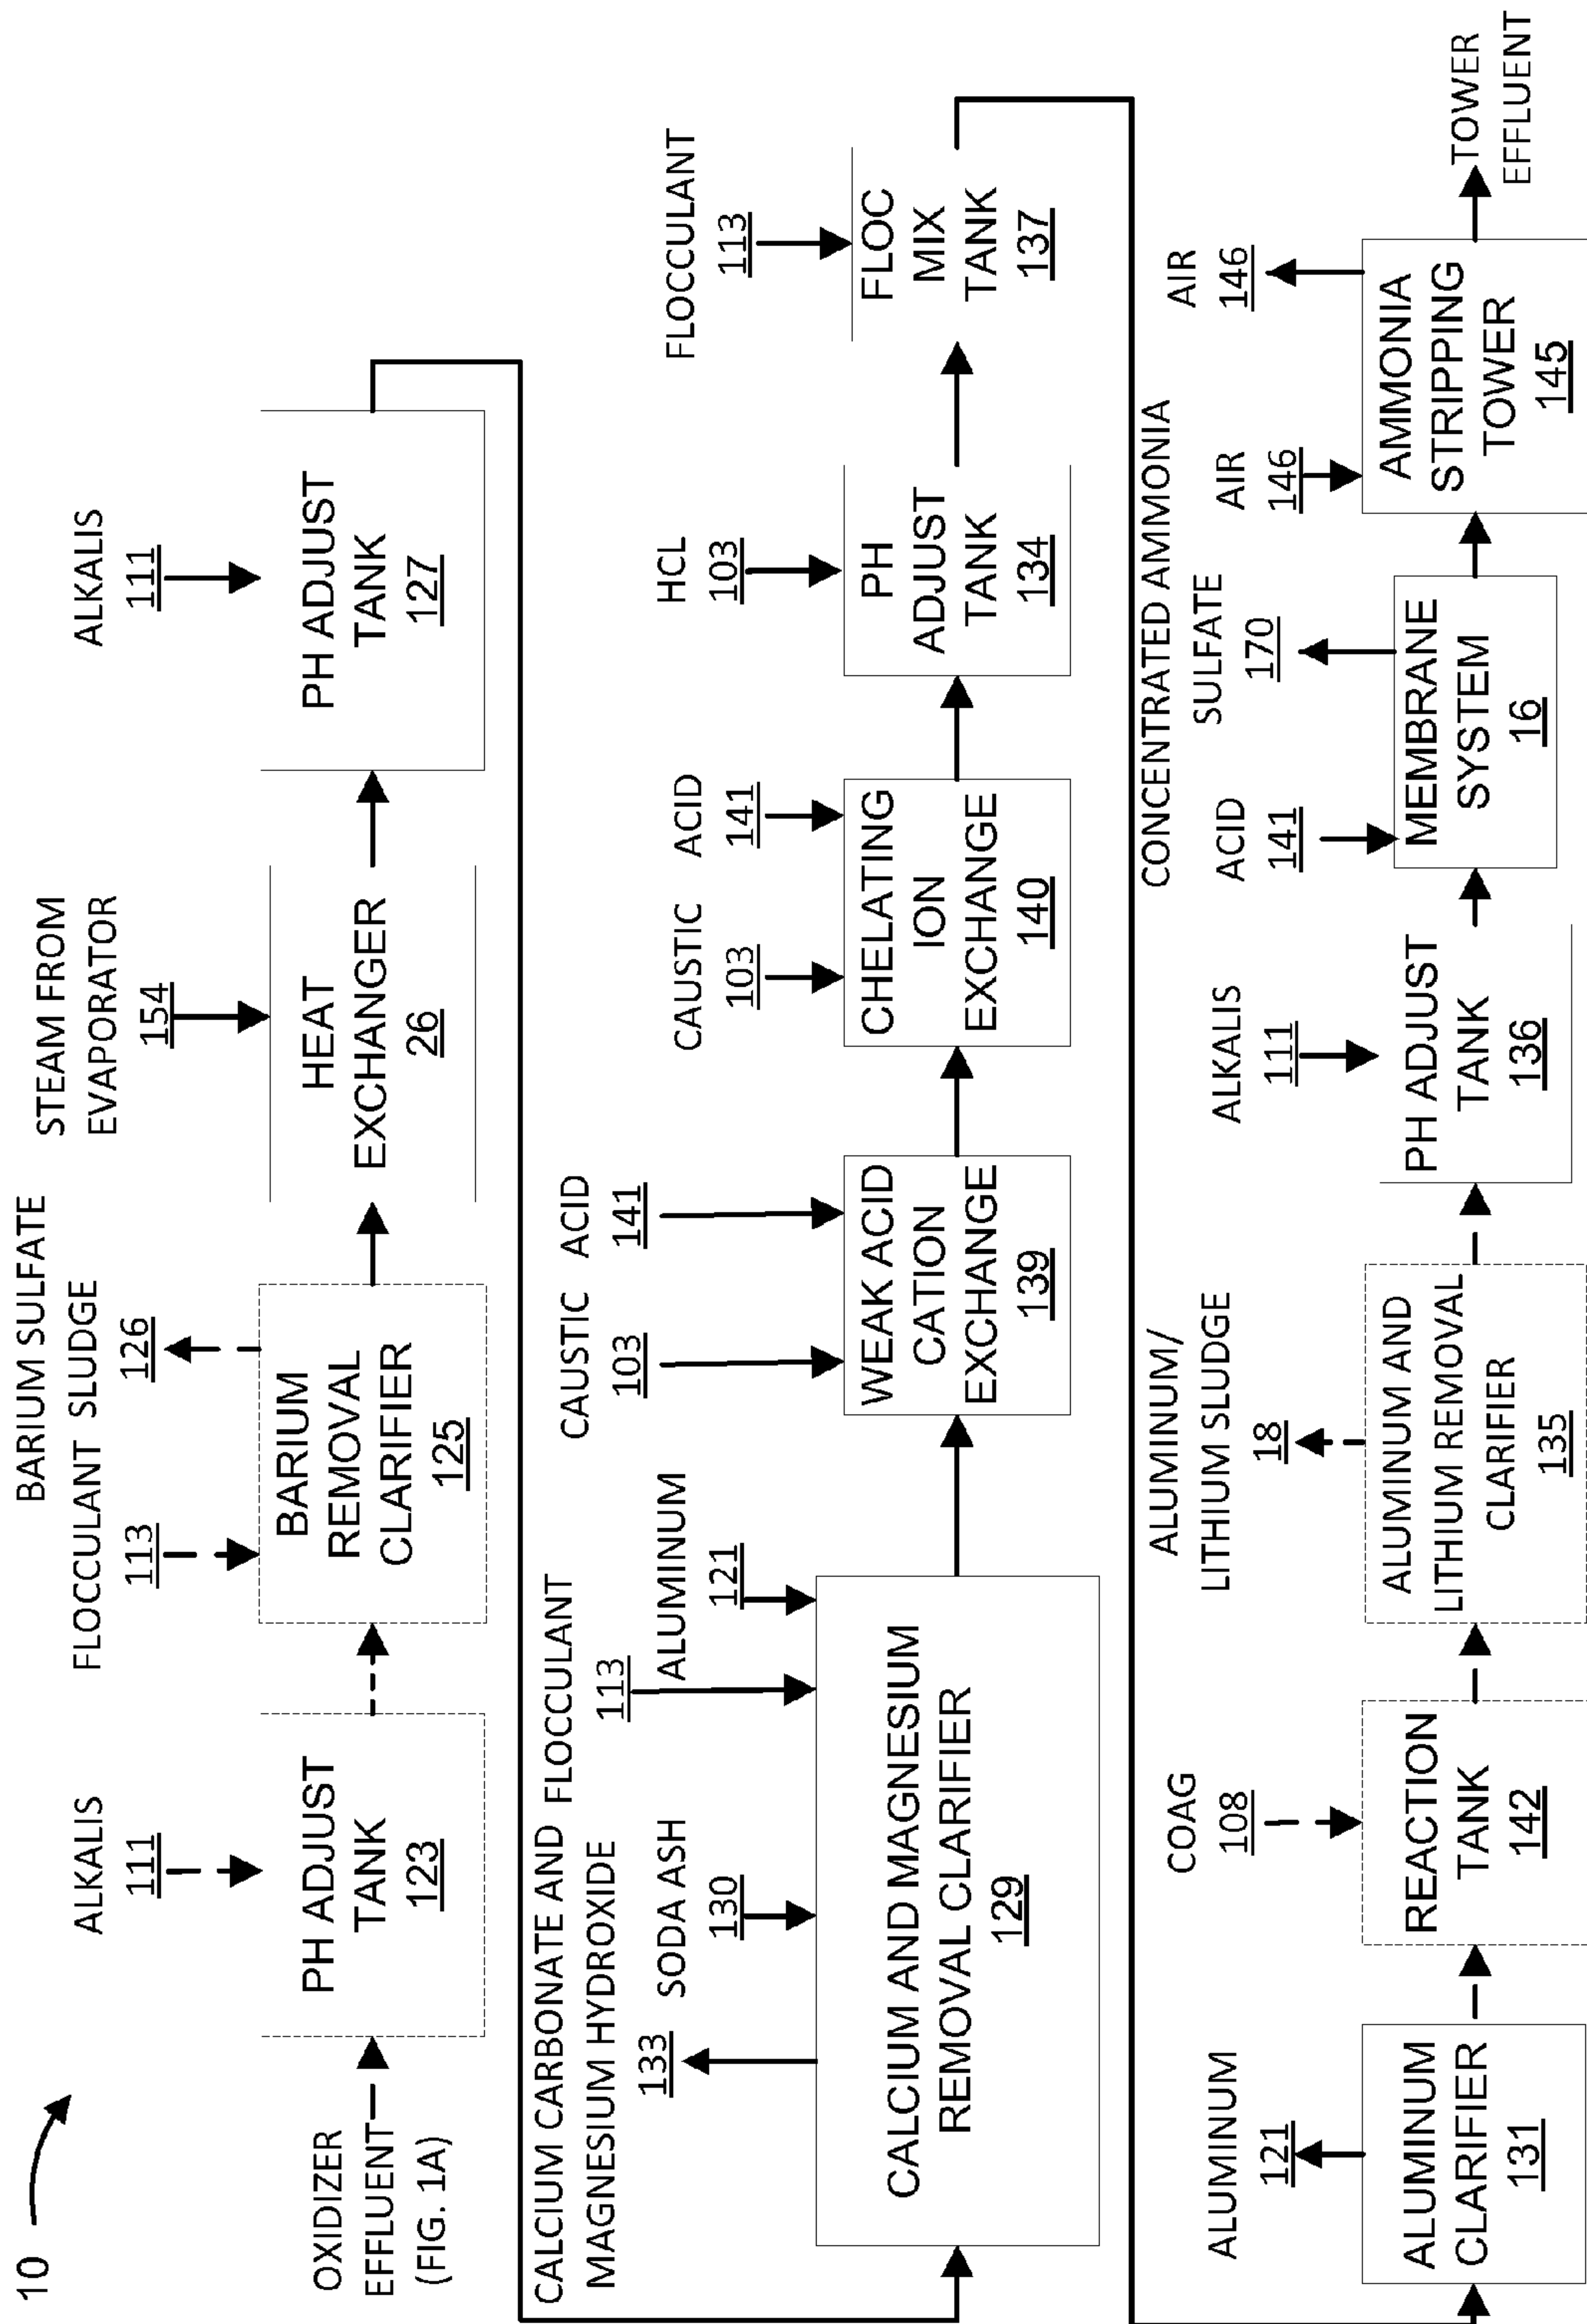 10
OXIDIZER
EFFLUENT
(FIG. 1A)
ALKALIS
111
PH ADJUST
TANK
123
BARIUM SULFATE
FLOCCULANT SLUDGE
113
126
BARIUM
REMOVAL
CLARIFIER
125
STEAM FROM
EVAPORATOR
154
HEAT
EXCHANGER
26
ALKALIS
111
PH ADJUST
TANK
127
CALCIUM CARBONATE AND
MAGNESIUM HYDROXIDE
133
SODA ASH
130
FLOCCULANT
113
ALUMINUM
121
CALCIUM AND MAGNESIUM
REMOVAL CLARIFIER
129
CAUSTIC
103
ACID
141
WEAK ACID
CATION
EXCHANGE
139
CAUSTIC
103
ACID
141
CHELATING
ION
EXCHANGE
140
HCL
103
PH
ADJUST
TANK
134
FLOCCULANT
113
FLOC
MIX
TANK
137
ALUMINUM
121
ALUMINUM
CLARIFIER
131
COAG
108
REACTION
TANK
142
ALUMINUM/
LITHIUM SLUDGE
18
ALUMINUM AND
LITHIUM REMOVAL
CLARIFIER
135
ALKALIS
111
PH ADJUST
TANK
136
ACID
141
CONCENTRATED AMMONIA
SULFATE
170
MEMBRANE
SYSTEM
16
AIR
146
AIR
146
AMMONIA
STRIPPING
TOWER
145
TOWER
EFFLUENT